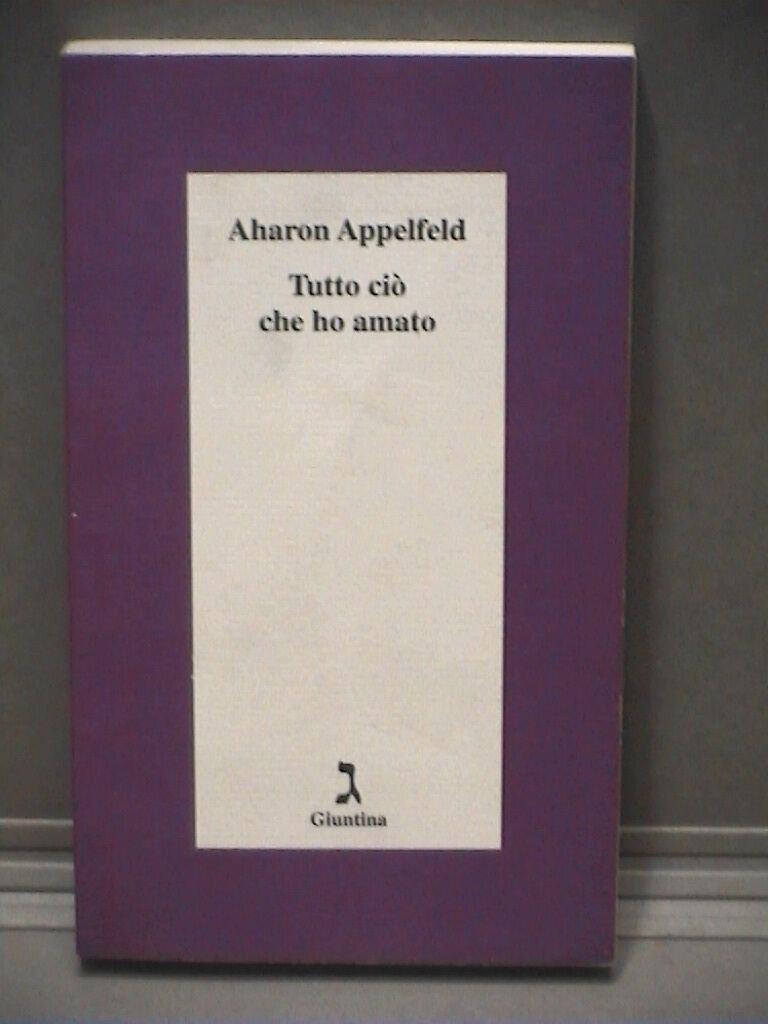 Aharon Appelfeld
Tutto ciò
che ho amato
ג
Giuntina